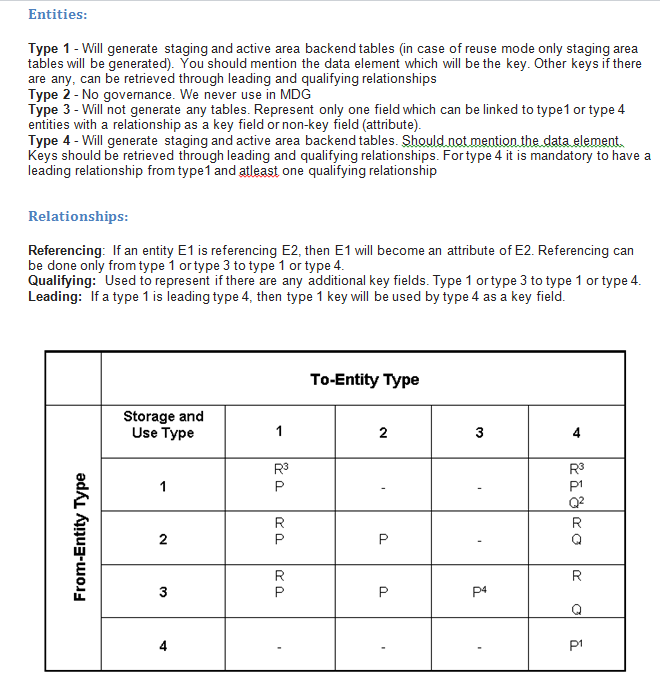 Entities:
Type 1 - Will generate staging and active area backend tables (in case of reuse mode only staging area
tables will be generated). You should mention the data element which will be the key. Other keys if there
are any, can be retrieved through leading and qualifying relationships
Type 2 - No governance. We never use in MDG
Type 3 - Will not generate any tables. Represent only one field which can be linked to type1 or type 4
entities with a relationship as a key field or non-key field (attribute).
Type 4 - Will generate staging and active area backend tables. Should not mention the data element.
Keys should be retrieved through leading and qualifying relationships. For type 4 it is mandatory to have a
leading relationship from type1 and atleast one qualifying relationship
Relationships:
Referencing: If an entity E1 is referencing E2, then E1 will become an attribute of E2. Referencing can
be done only from type 1 or type 3 to type 1 or type 4.
Qualifying: Used to represent if there are any additional key fields. Type 1 or type 3 to type 1 or type 4.
Leading: If a type 1 is leading type 4, then type 1 key will be used by type 4 as a key field.
To-Entity Type
From-Entity Type
Storage and
Use Type 1 2 3 4
R³ R³
1 P - - P¹
Q²
R R
2 P P - Q
R R
3 P P P⁴
Q
4 - - - P¹